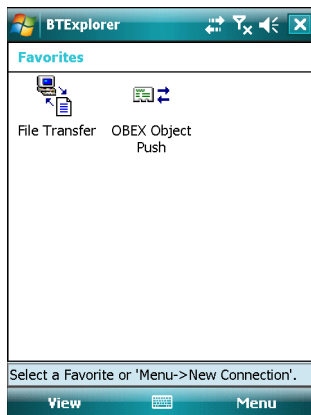 BTExplorer
Favorites
File Transfer
OBEX Object
Push
Select a Favorite or 'Menu->New Connection'.
View
Menu